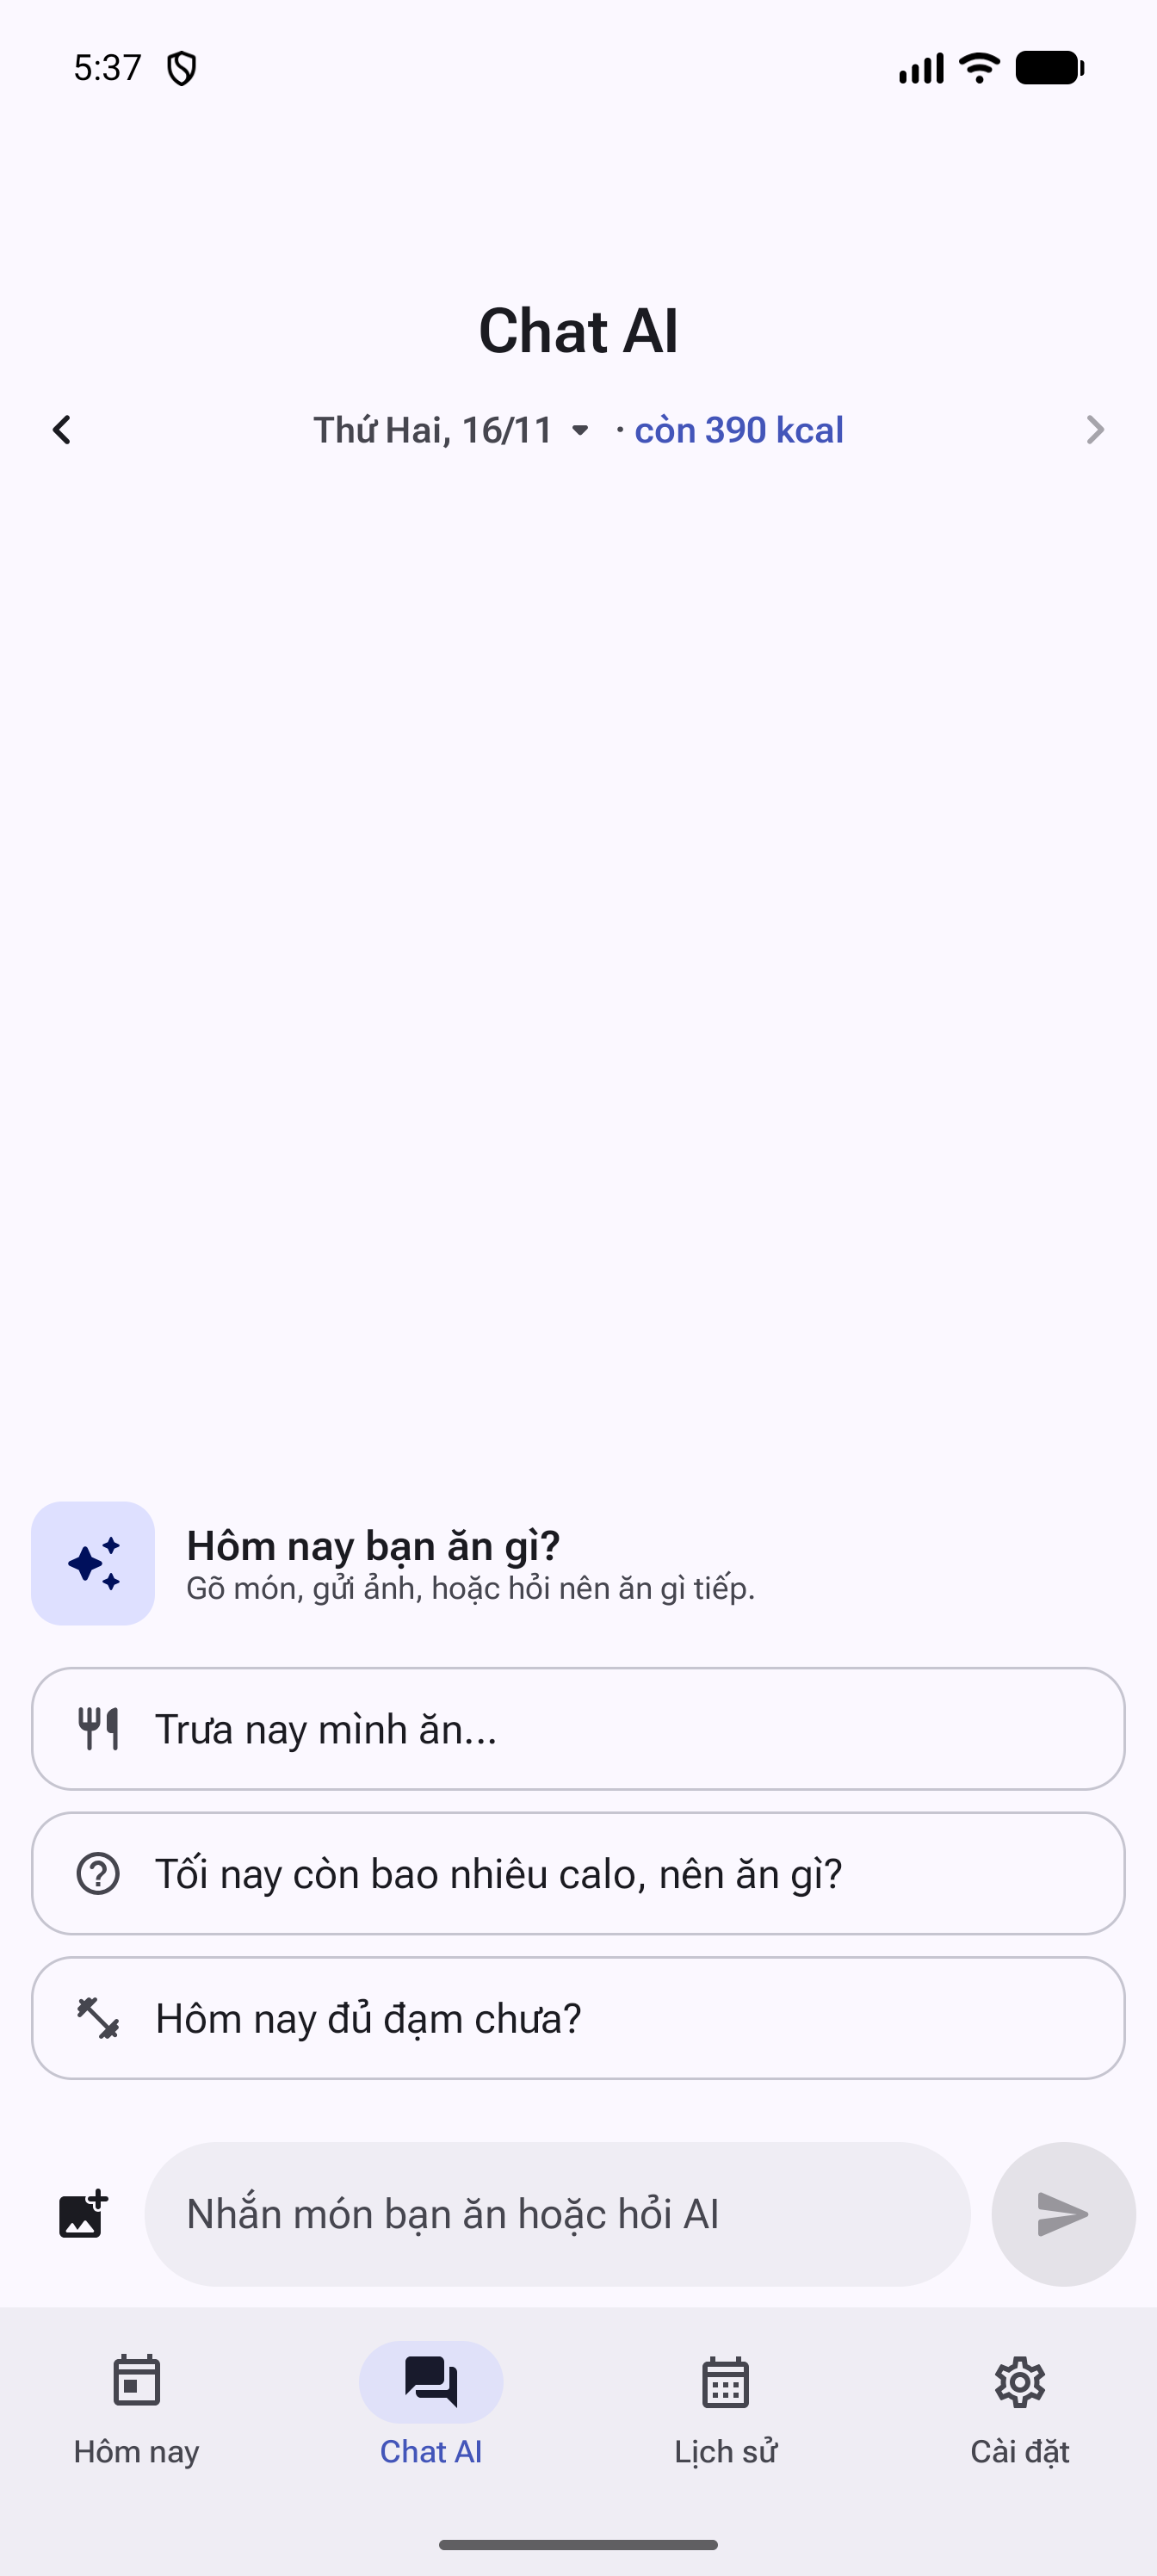 5:37
Chat AI
Thứ Hai, 16/11 · còn 390 kcal
Hôm nay bạn ăn gì?
Gõ món, gửi ảnh, hoặc hỏi nên ăn gì tiếp.
Trưa nay mình ăn...
Tối nay còn bao nhiêu calo, nên ăn gì?
Hôm nay đủ đạm chưa?
Nhắn món bạn ăn hoặc hỏi AI
Hôm nay Chat AI Lịch sử Cài đặt